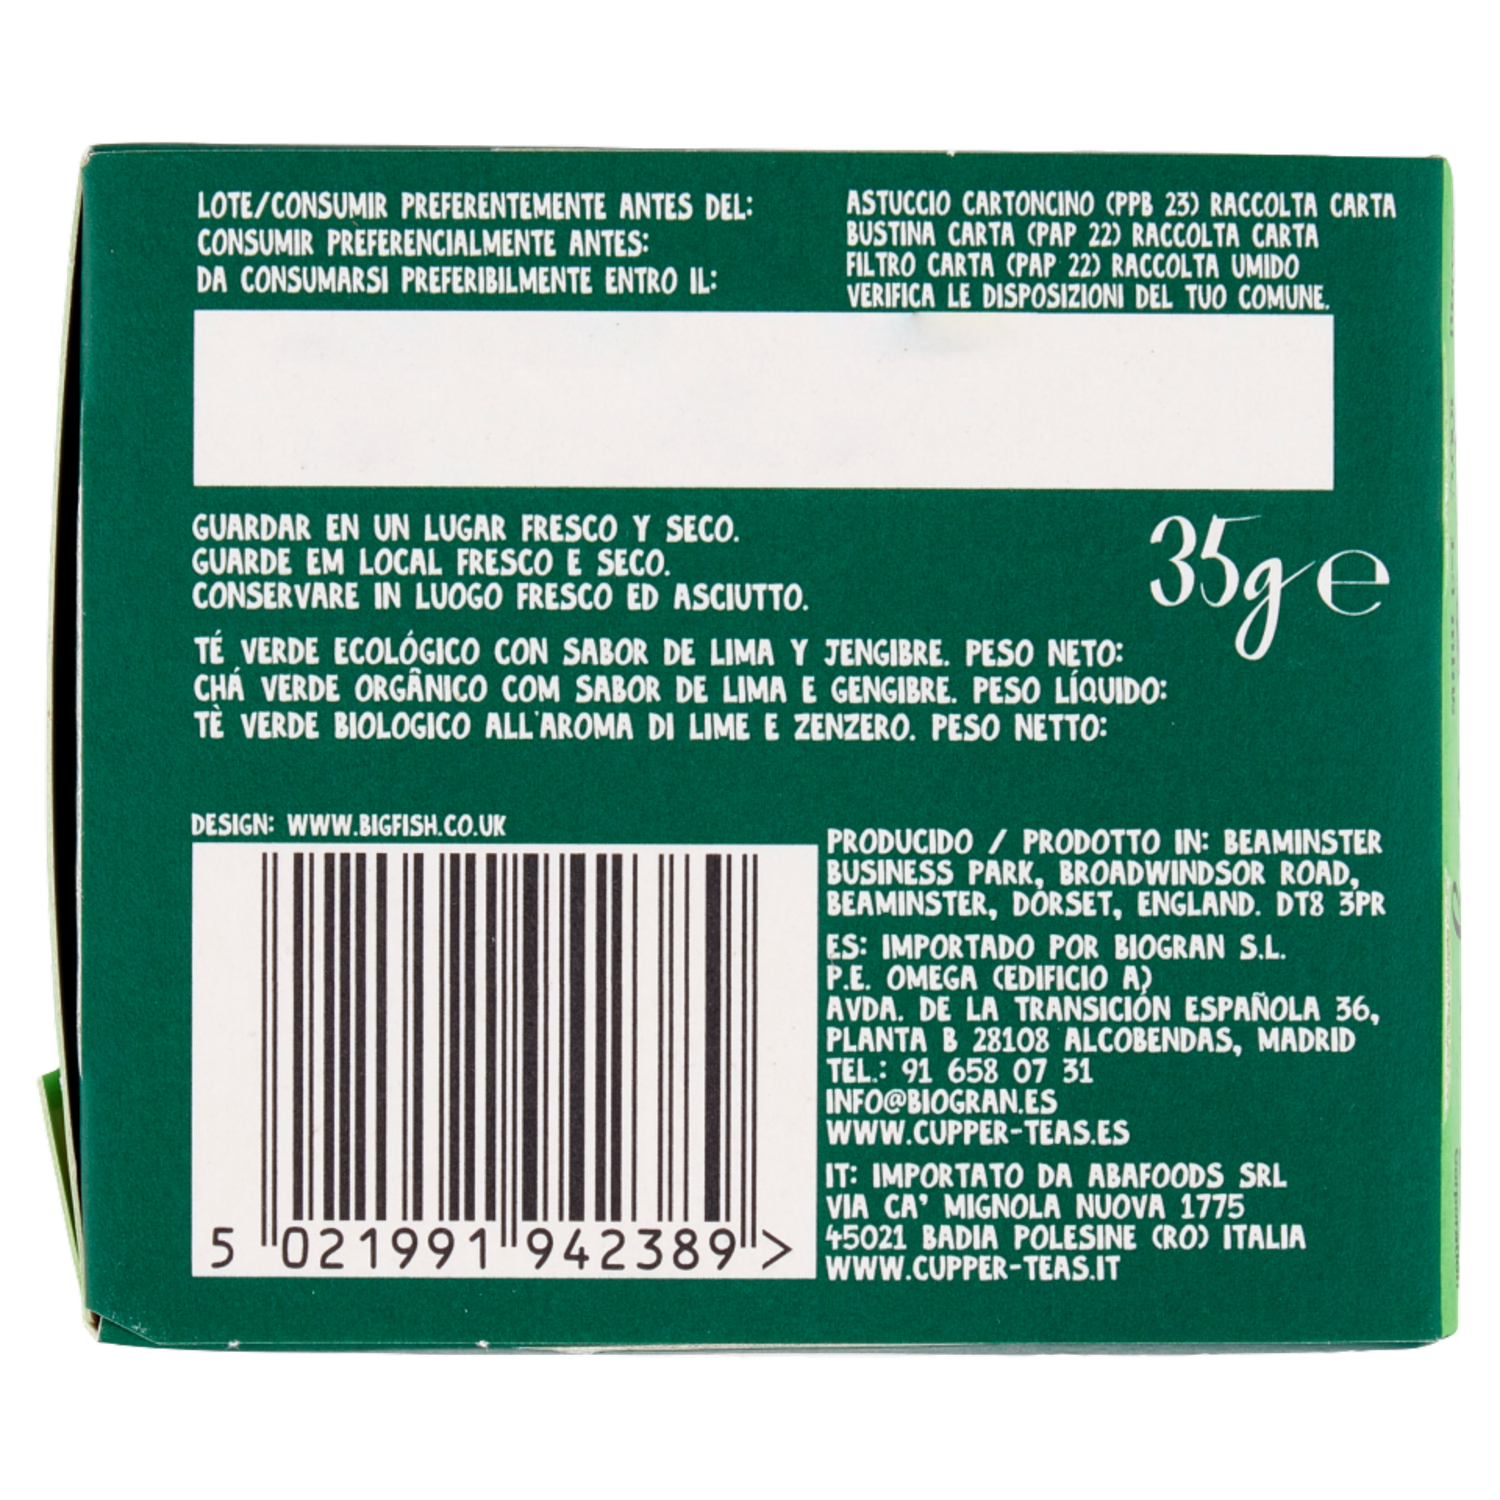 LOTE/CONSUMIR PREFERENTEMENTE ANTES DEL:
CONSUMIR PREFERENCIALMENTE ANTES:
DA CONSUMARSI PREFERIBILMENTE ENTRO IL:
ASTUCCIO CARTONCINO (PPB 23) RACCOLTA CARTA
BUSTINA CARTA (PAP 22) RACCOLTA CARTA
FILTRO CARTA (PAP 22) RACCOLTA UMIDO
VERIFICA LE DISPOSIZIONI DEL TUO COMUNE.
GUARDAR EN UN LUGAR FRESCO Y SECO.
GUARDE EM LOCAL FRESCO E SECO.
CONSERVARE IN LUOGO FRESCO ED ASCIUTTO.
35g e
TÉ VERDE ECOLÓGICO CON SABOR DE LIMA Y JENGIBRE. PESO NETO:
CHÁ VERDE ORGÂNICO COM SABOR DE LIMA E GENGIBRE. PESO LÍQUIDO:
TÈ VERDE BIOLOGICO ALL'AROMA DI LIME E ZENZERO. PESO NETTO:
DESIGN: WWW.BIGFISH.CO.UK
5 021991 942389 >
PRODUCIDO / PRODOTTO IN: BEAMINSTER
BUSINESS PARK, BROADWINDSOR ROAD,
BEAMINSTER, DORSET, ENGLAND. DT8 3PR
ES: IMPORTADO POR BIOGRAN S.L.
P.E. OMEGA (EDIFICIO A)
AVDA. DE LA TRANSICIÓN ESPAÑOLA 36,
PLANTA B 28108 ALCOBENDAS, MADRID
TEL.: 91 658 07 31
INFO@BIOGRAN.ES
WWW.CUPPER-TEAS.ES
IT: IMPORTATO DA ABAFOODS SRL
VIA CA' MIGNOLA NUOVA 1775
45021 BADIA POLESINE (RO) ITALIA
WWW.CUPPER-TEAS.IT